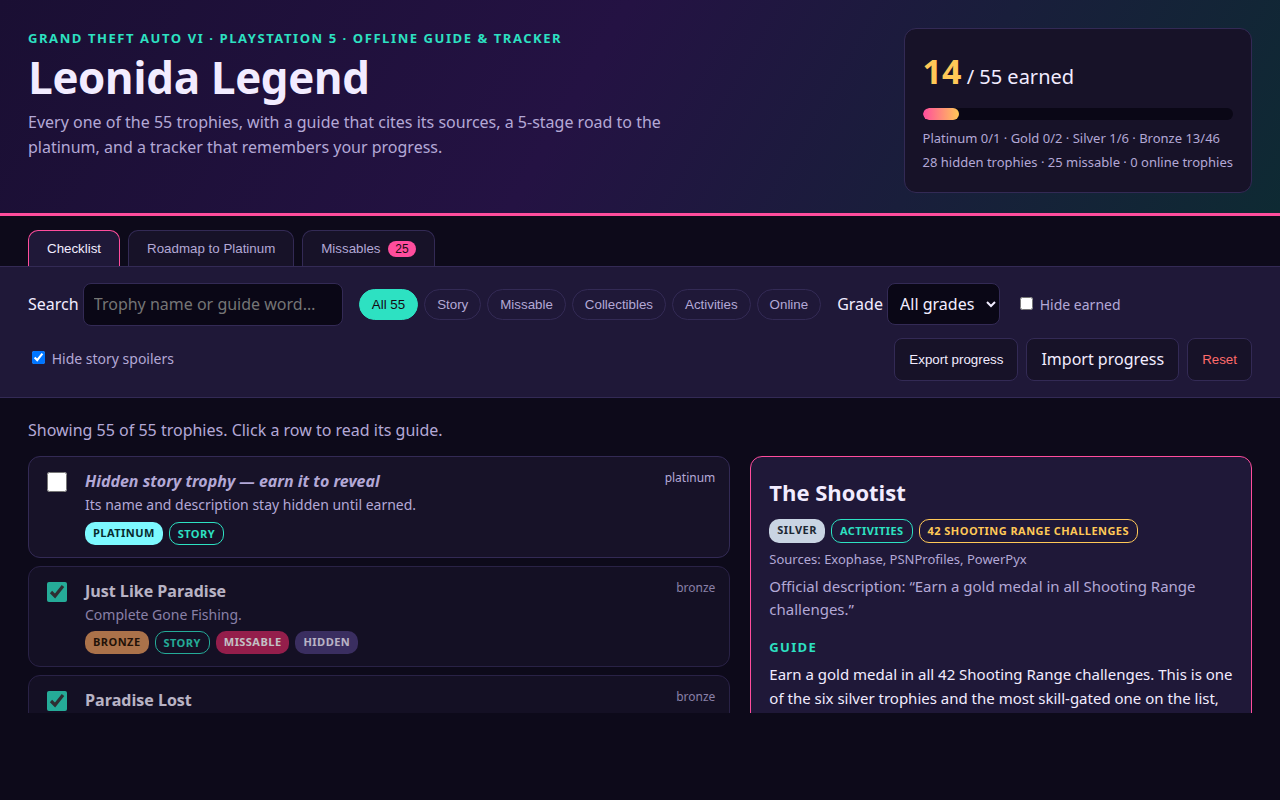 GRAND THEFT AUTO VI · PLAYSTATION 5 · OFFLINE GUIDE & TRACKER
Leonida Legend
Every one of the 55 trophies, with a guide that cites its sources, a 5-stage road to the
platinum, and a tracker that remembers your progress.
14 / 55 earned
Platinum 0/1 · Gold 0/2 · Silver 1/6 · Bronze 13/46
28 hidden trophies · 25 missable · 0 online trophies
Checklist
Roadmap to Platinum
Missables 25
Search
Trophy name or guide word...
All 55
Story
Missable
Collectibles
Activities
Online
Grade
All grades
Hide earned
Hide story spoilers
Export progress
Import progress
Reset
Showing 55 of 55 trophies. Click a row to read its guide.
Hidden story trophy — earn it to reveal
platinum
Its name and description stay hidden until earned.
PLATINUM
STORY
Just Like Paradise
bronze
Complete Gone Fishing.
BRONZE
STORY
MISSABLE
HIDDEN
Paradise Lost
bronze
The Shootist
SILVER
ACTIVITIES
42 SHOOTING RANGE CHALLENGES
Sources: Exophase, PSNProfiles, PowerPyx
Official description: “Earn a gold medal in all Shooting Range
challenges.”
GUIDE
Earn a gold medal in all 42 Shooting Range challenges. This is one
of the six silver trophies and the most skill-gated one on the list,